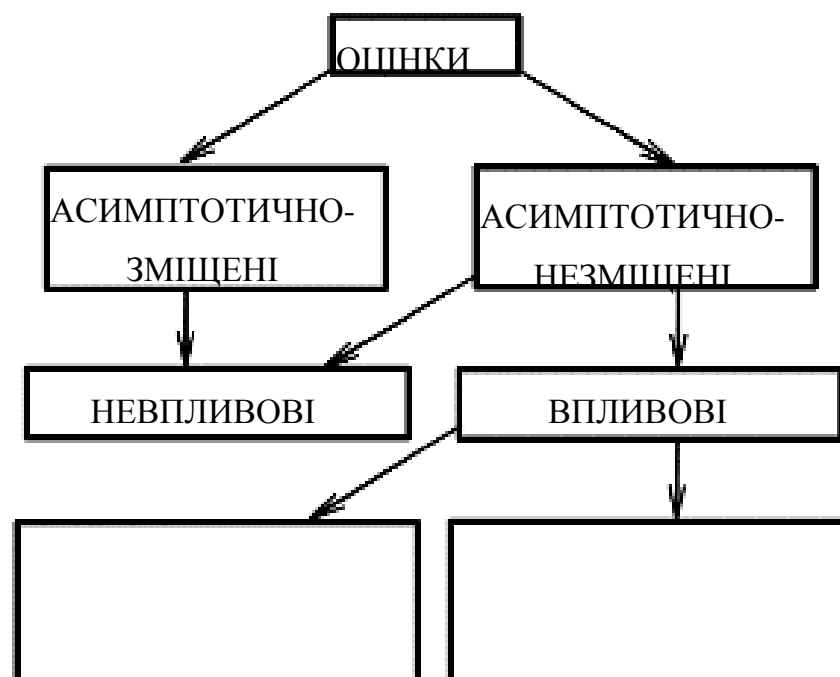 ОЦІНКИ
АСИМПТОТИЧНО-
АСИМПТОТИЧНО-
ЗМІЩЕНІ
НЕЗМІЩЕНІ
НЕВПЛИВОВІ
ВПЛИВОВІ